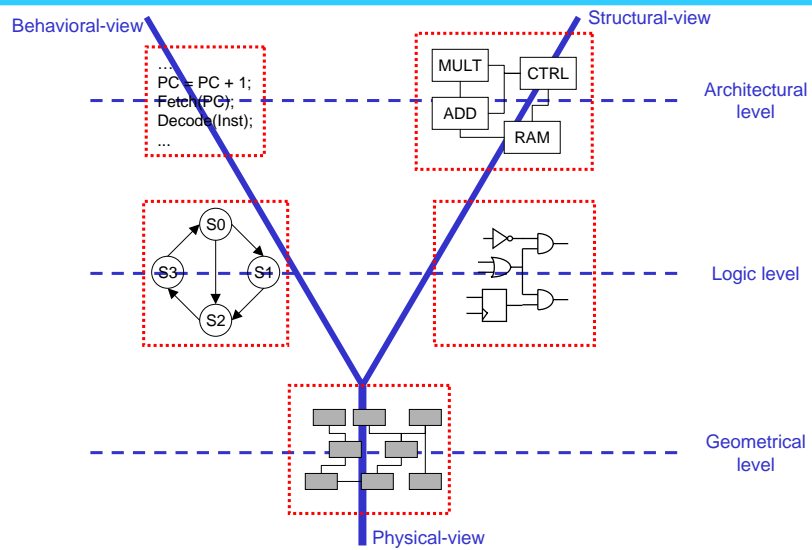 Behavioral-view
Structural-view
…
PC = PC + 1;
Fetch(PC);
Decode(Inst);
...
MULT
CTRL
ADD
RAM
Architectural
level
S0
S3
S1
S2
Logic level
Geometrical
level
Physical-view